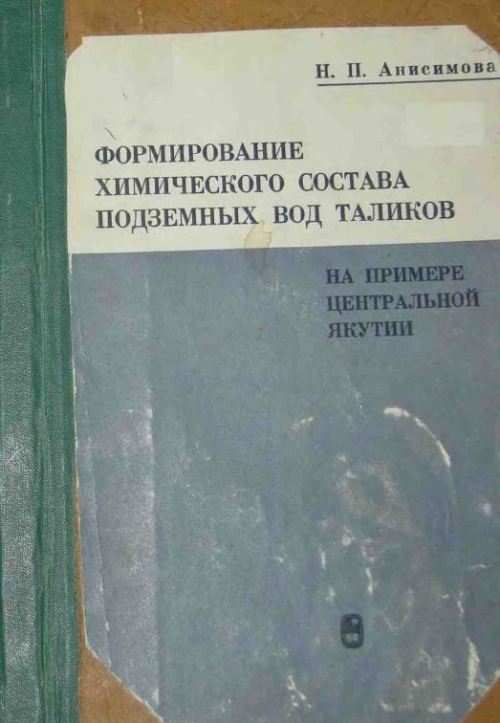 Н. П. Анисимова
ФОРМИРОВАНИЕ
ХИМИЧЕСКОГО СОСТАВА
ПОДЗЕМНЫХ ВОД ТАЛИКОВ
НА ПРИМЕРЕ
ЦЕНТРАЛЬНОЙ
ЯКУТИИ